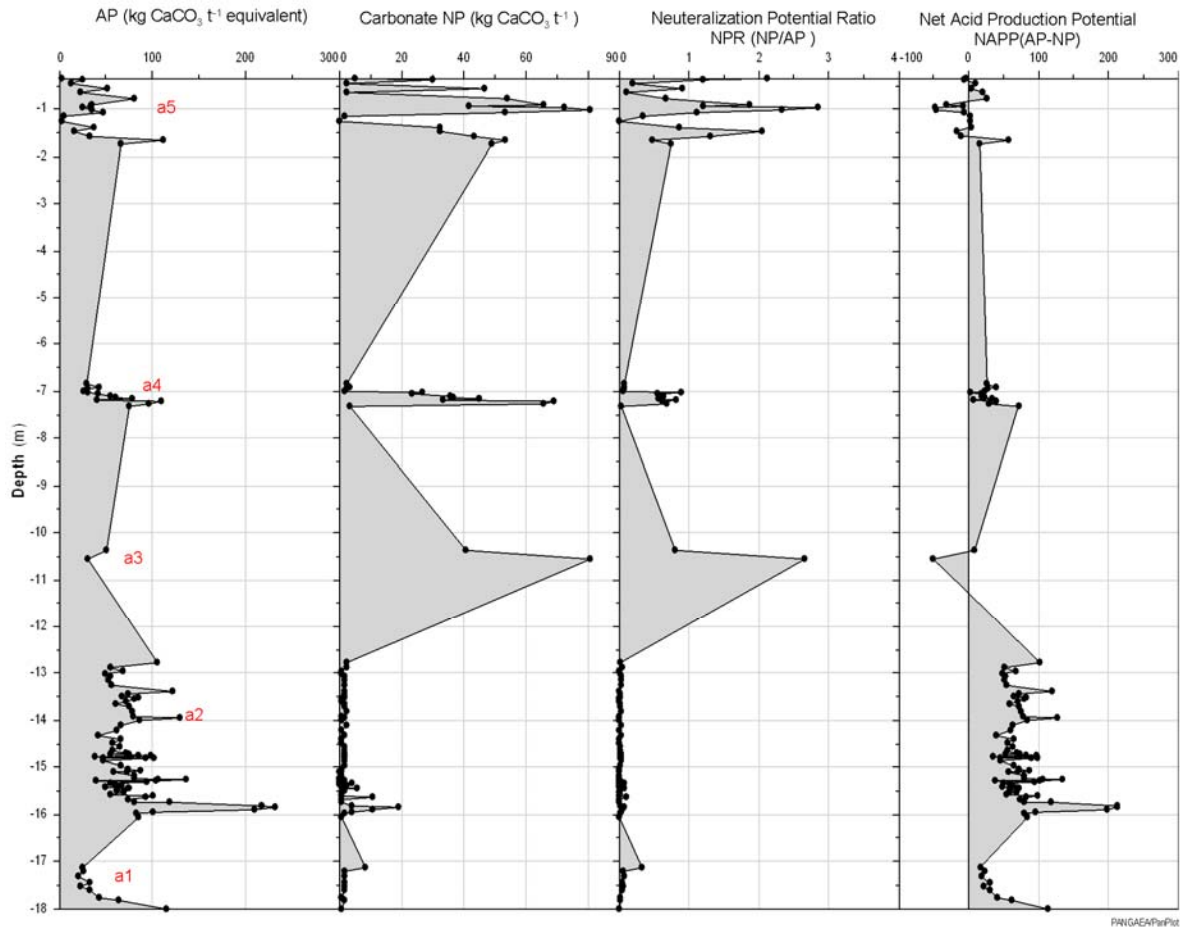 AP (kg CaCO₃ t⁻¹ equivalent)
Carbonate NP (kg CaCO₃ t⁻¹ )
Neuteralization Potential Ratio
NPR (NP/AP )
Net Acid Production Potential
NAPP(AP-NP)
0 100 200 300 20 40 60 90 0 1 2 3 4 -100 0 100 200 300
a5
-1
-2
-3
-4
-5
-6
a4
-7
-8
-9
Depth (m)
-10
a3
-11
-12
-13
a2
-14
-15
-16
-17
a1
-18
PANGAEA/PanPlot